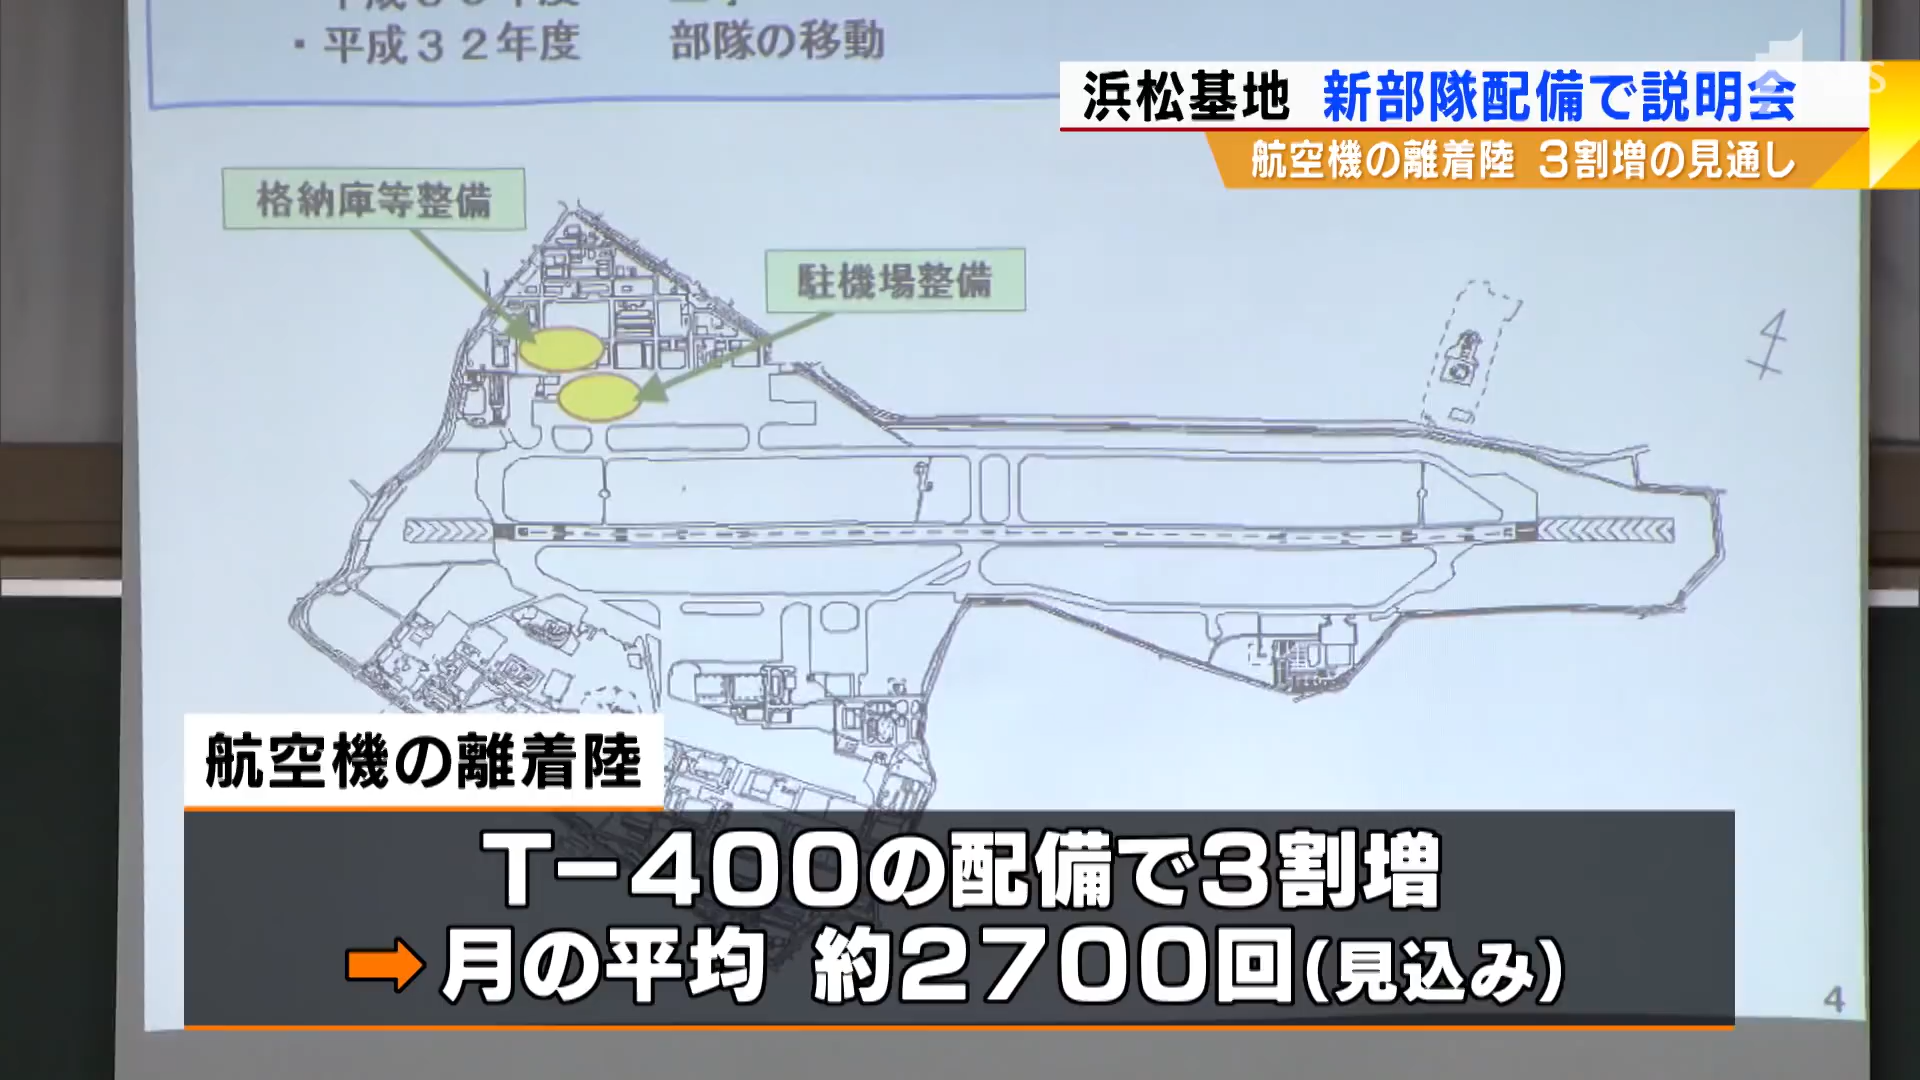 ・平成３２年度　部隊の移動
浜松基地 新部隊配備で説明会
航空機の離着陸 3割増の見通し
格納庫等整備
駐機場整備
航空機の離着陸
T−400の配備で3割増
➡月の平均 約2700回(見込み)
4